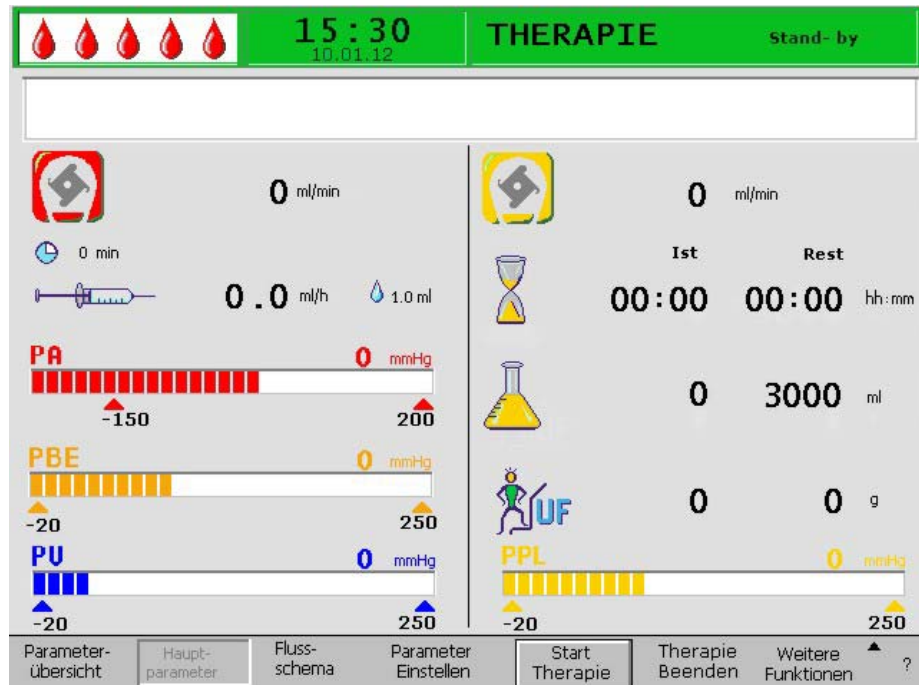 15:30
10.01.12
THERAPIE
Stand- by
0 ml/min
0 min
0.0 ml/h
1.0 ml
PA
0 mmHg
-150
200
PBE
0 mmHg
-20
250
PV
0 mmHg
-20
250
0 ml/min
Ist
Rest
00:00
00:00
hh:mm
0
3000
ml
UF
0
0
g
PPL
0 mmHg
-20
250
Parameter-
übersicht
Haupt-
parameter
Fluss-
schema
Parameter
Einstellen
Start
Therapie
Therapie
Beenden
Weitere
Funktionen
?